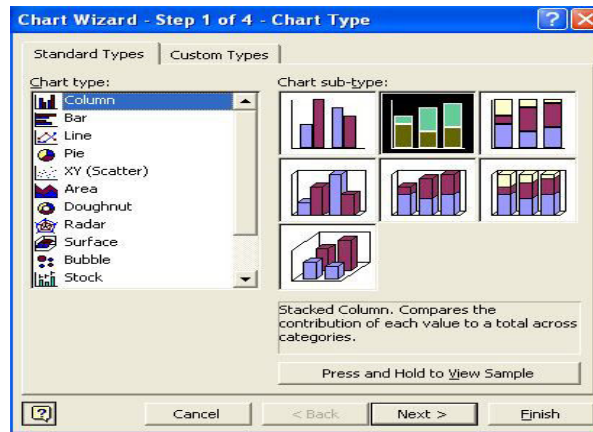 Chart Wizard - Step 1 of 4 - Chart Type
Standard Types
Custom Types
Chart type:
Column
Bar
Line
Pie
XY (Scatter)
Area
Doughnut
Radar
Surface
Bubble
Stock
Chart sub-type:
Stacked Column. Compares the
contribution of each value to a total across
categories.
Press and Hold to View Sample
Cancel
< Back
Next >
Finish